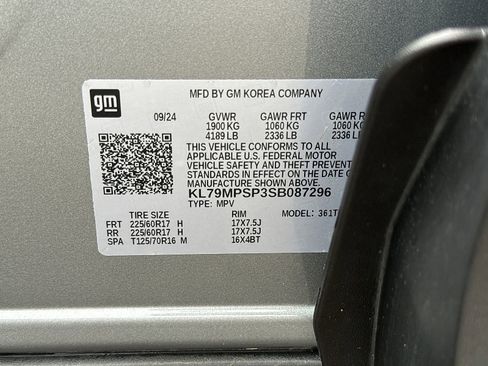 gm
MFD BY GM KOREA COMPANY
09/24 GVWR GAWR FRT GAWR R
1900 KG 1060 KG 1060 K
4189 LB 2336 LB 2336 LB
THIS VEHICLE CONFORMS TO ALL
APPLICABLE U.S. FEDERAL MOTOR
VEHICLE SAFETY AND THEFT PREVENT
STANDARDS IN EFFECT ON THE DATE O
MANUFACTURE SHOWN ABOVE.
KL79MPSP3SB087296
TYPE: MPV MODEL: 361T
TIRE SIZE RIM
FRT 225/60R17 H 17X7.5J
RR 225/60R17 H 17X7.5J
SPA T125/70R16 M 16X4BT